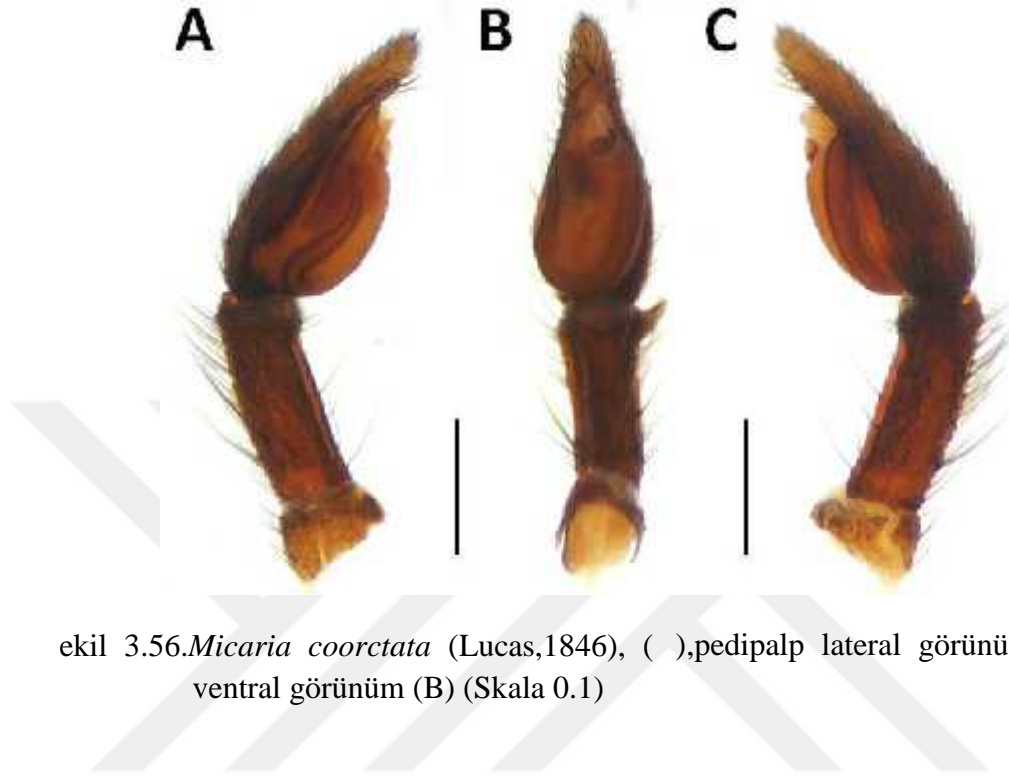 A B C
ekil 3.56.Micaria coorctata (Lucas,1846), ( ),pedipalp lateral görünü
ventral görünüm (B) (Skala 0.1)